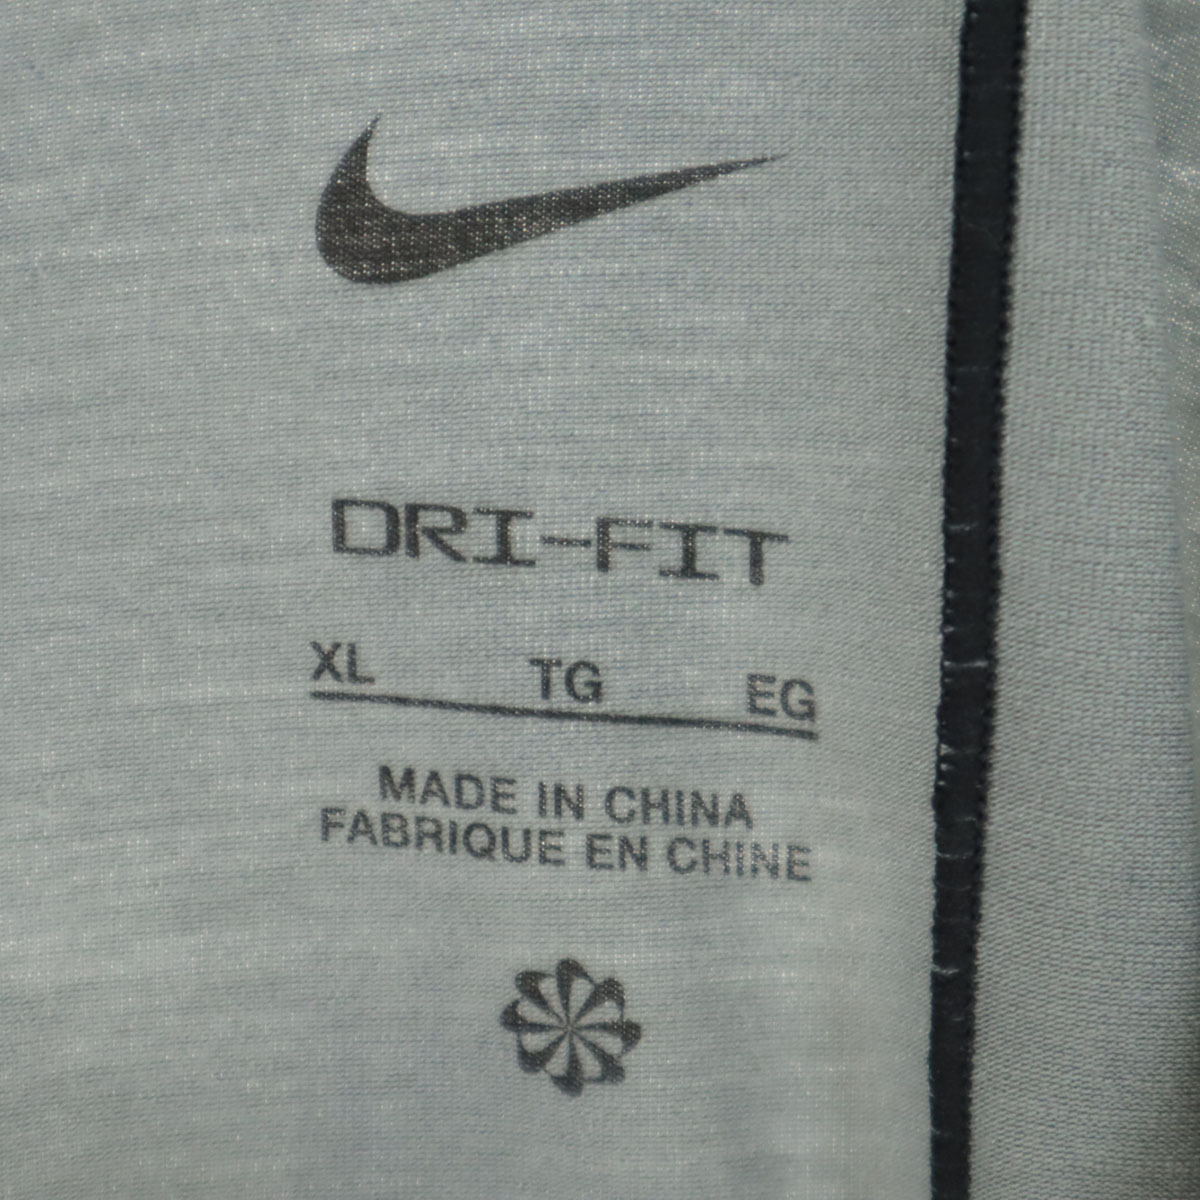 DRI-FIT
XL TG EG
MADE IN CHINA
FABRIQUE EN CHINE